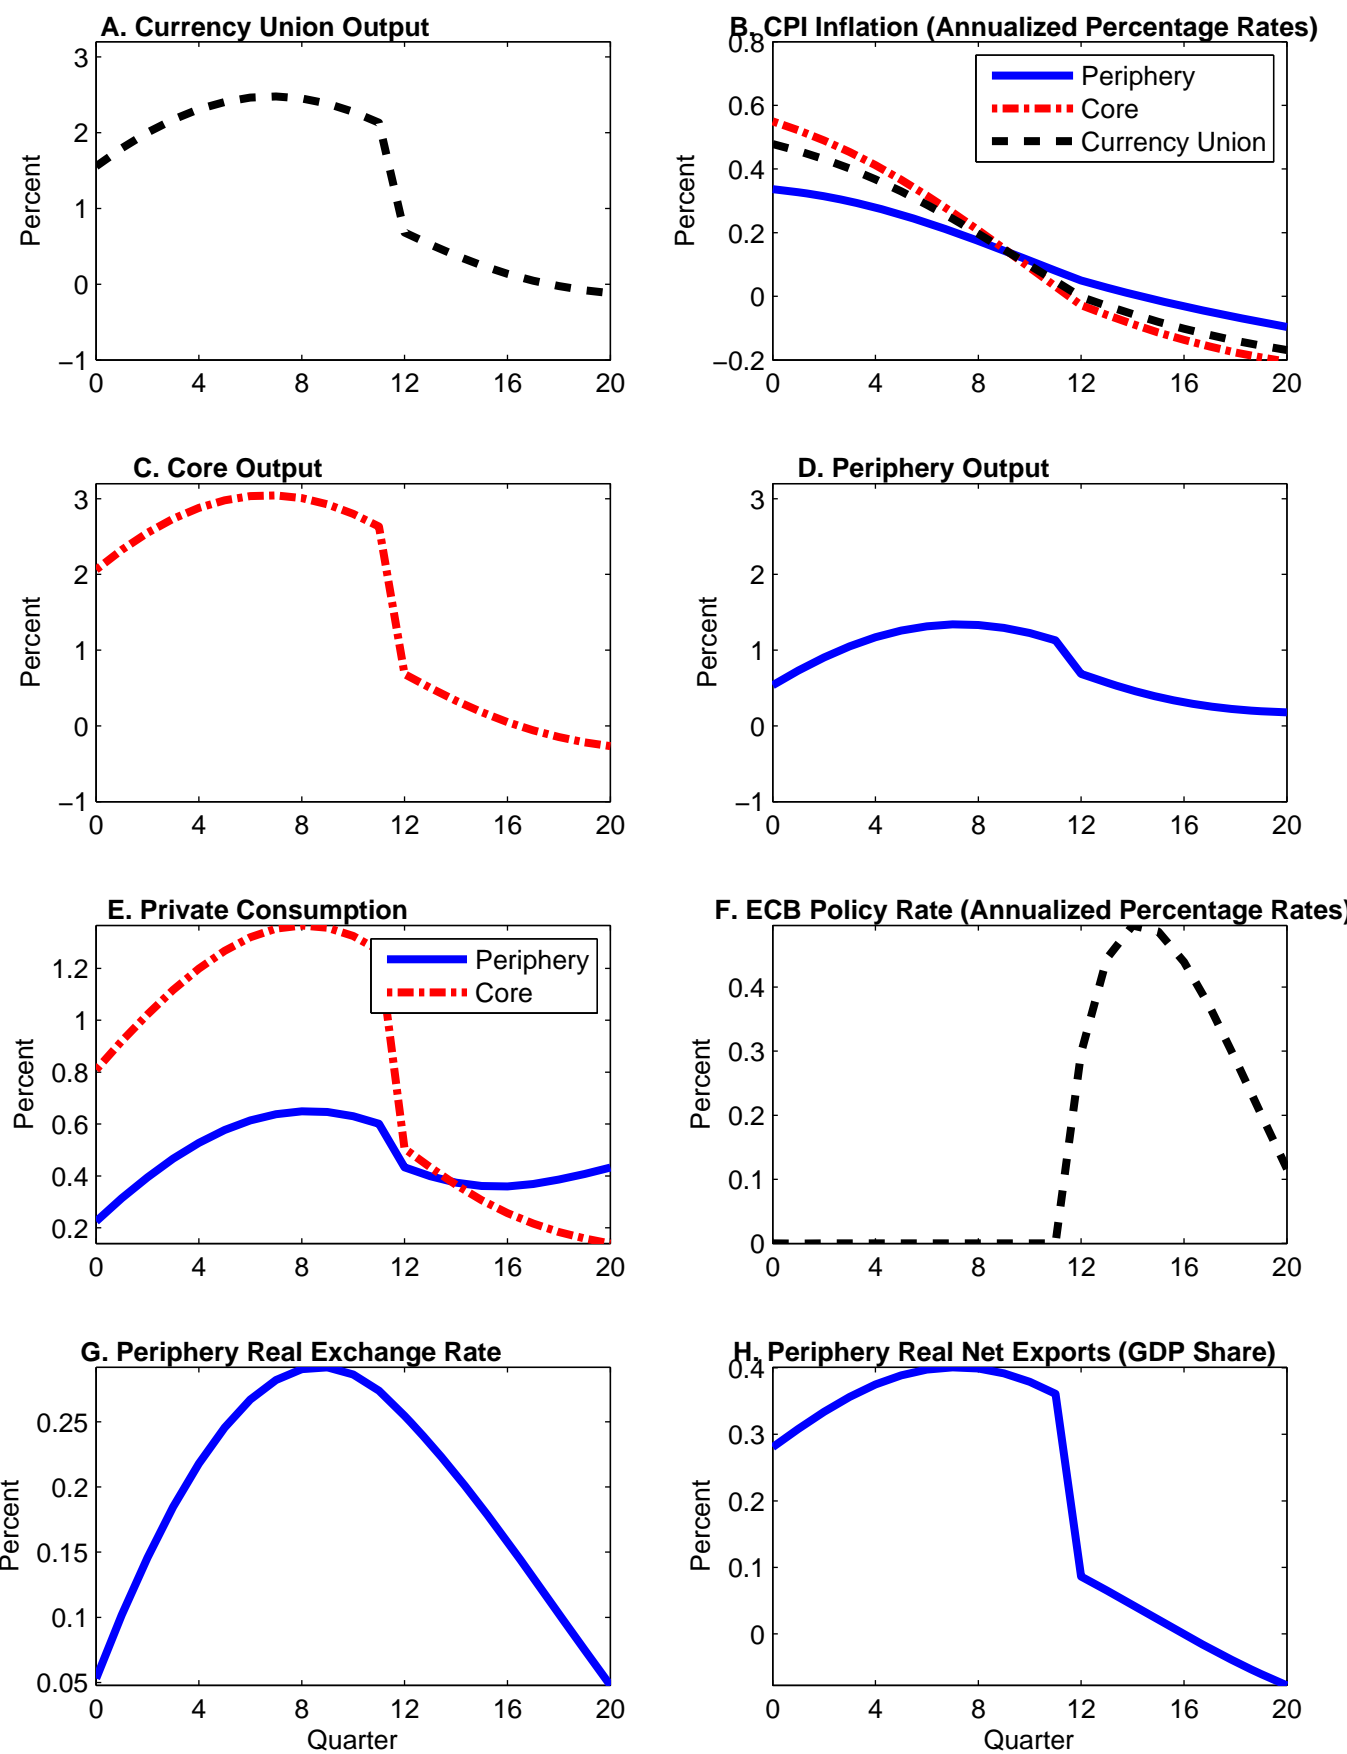 A. Currency Union Output
3
2
1
0
−1
Percent
0 4 8 12 16 20
B. CPI Inflation (Annualized Percentage Rates)
0.8
0.6
0.4
0.2
0
−0.2
Percent
Periphery
Core
Currency Union
0 4 8 12 16 20
C. Core Output
3
2
1
0
−1
Percent
0 4 8 12 16 20
D. Periphery Output
3
2
1
0
−1
Percent
0 4 8 12 16 20
E. Private Consumption
1.2
1
0.8
0.6
0.4
0.2
Percent
Periphery
Core
0 4 8 12 16 20
F. ECB Policy Rate (Annualized Percentage Rates)
0.4
0.3
0.2
0.1
0
Percent
0 4 8 12 16 20
G. Periphery Real Exchange Rate
0.25
0.2
0.15
0.1
0.05
Percent
0 4 8 12 16 20
Quarter
H. Periphery Real Net Exports (GDP Share)
0.4
0.3
0.2
0.1
0
Percent
0 4 8 12 16 20
Quarter